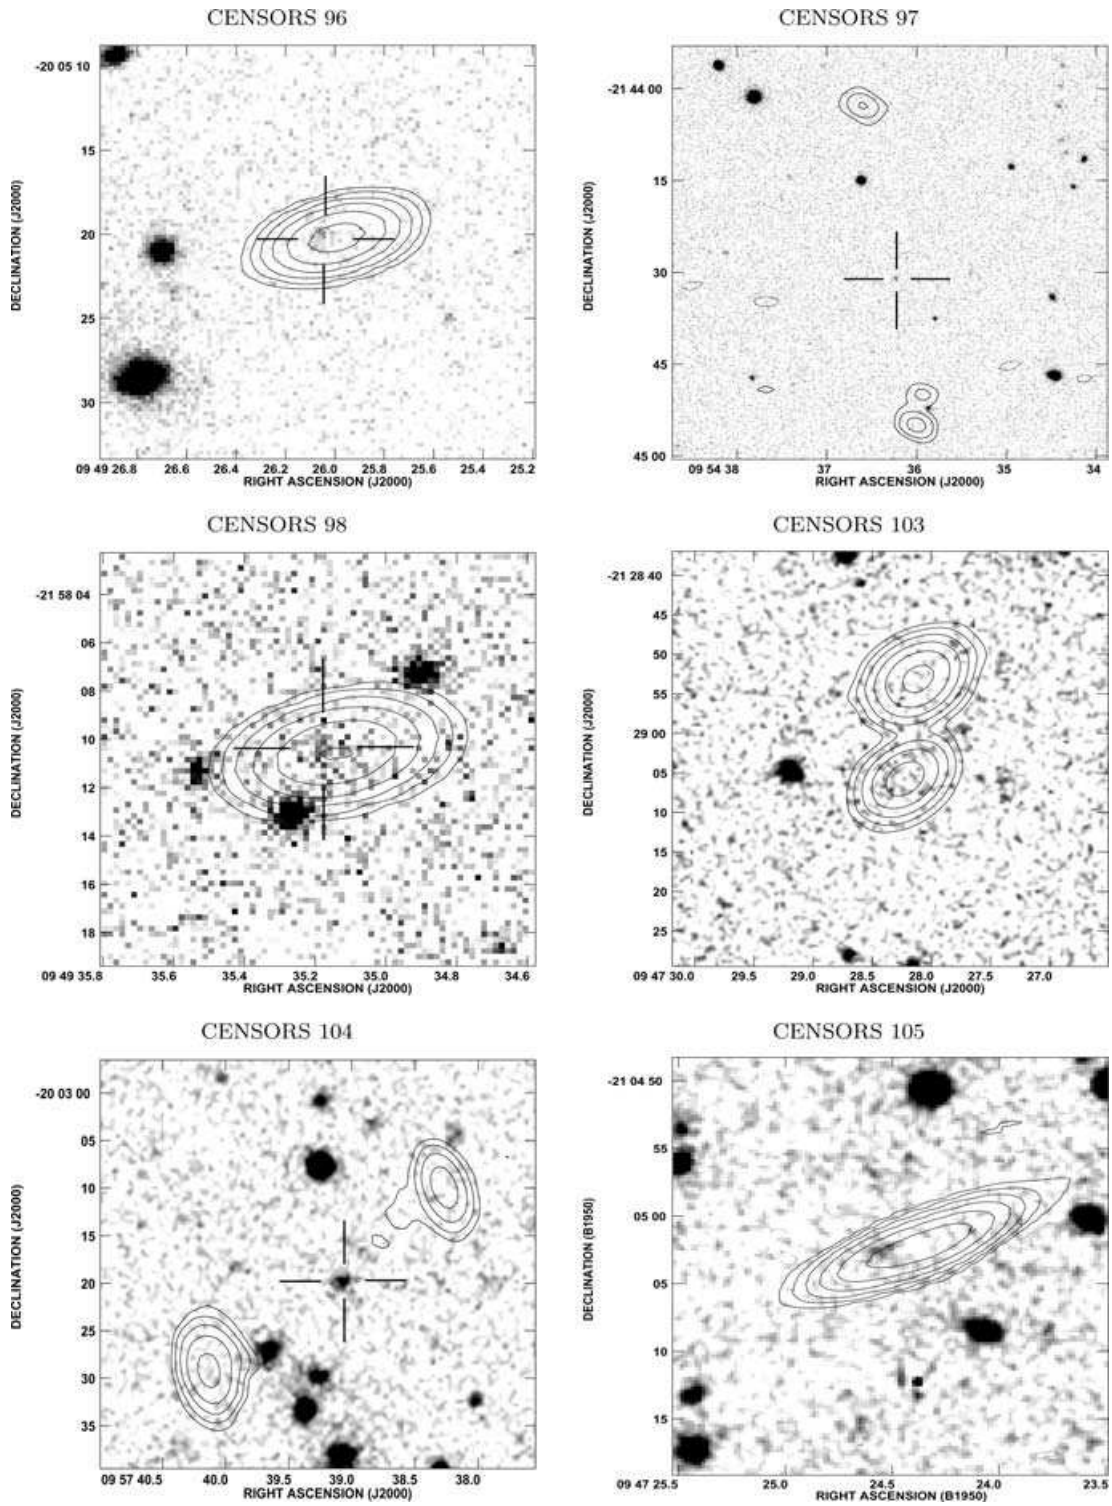 CENSORS 96
-20 05 10
15
20
25
30
DECLINATION (J2000)
09 49 26.8 26.6 26.4 26.2 26.0 25.8 25.6 25.4 25.2
RIGHT ASCENSION (J2000)
CENSORS 97
-21 44 00
15
30
45
45 00
DECLINATION (J2000)
09 54 38 37 36 35 34
RIGHT ASCENSION (J2000)
CENSORS 98
-21 58 04
06
08
10
12
14
16
18
DECLINATION (J2000)
09 49 35.8 35.6 35.4 35.2 35.0 34.8 34.6
RIGHT ASCENSION (J2000)
CENSORS 103
-21 28 40
45
50
55
29 00
05
10
15
20
25
DECLINATION (J2000)
09 47 30.0 29.5 29.0 28.5 28.0 27.5 27.0
RIGHT ASCENSION (J2000)
CENSORS 104
-20 03 00
05
10
15
20
25
30
35
DECLINATION (J2000)
09 57 40.5 40.0 39.5 39.0 38.5 38.0
RIGHT ASCENSION (J2000)
CENSORS 105
-21 04 50
55
05 00
05
10
15
DECLINATION (B1950)
09 47 25.5 25.0 24.5 24.0 23.5
RIGHT ASCENSION (B1950)